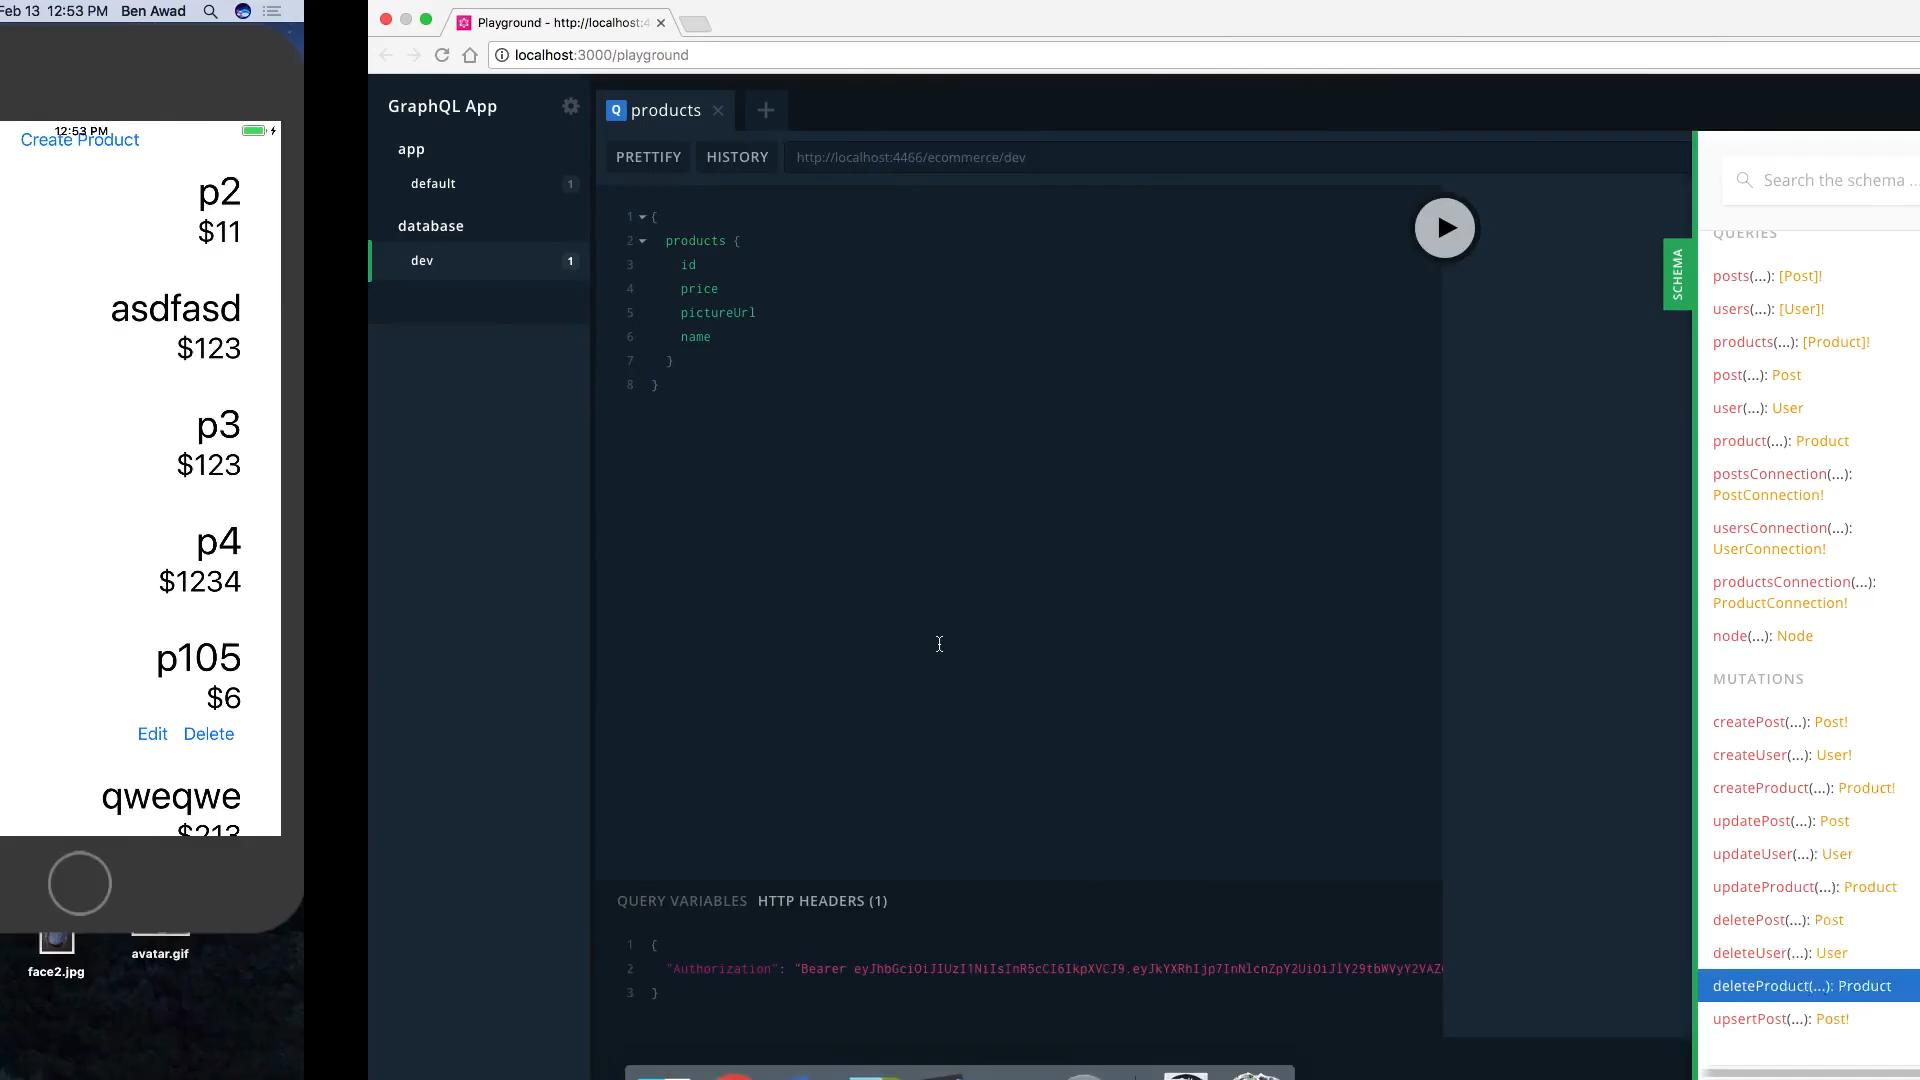 Feb 13 12:53 PM Ben Awad
12:53 PM
Create Product
p2
$11
asdfasd
$123
p3
$123
p4
$1234
p105
$6
Edit Delete
qweqwe
$213
face2.jpg
avatar.gif
Playground - http://localhost:4
localhost:3000/playground
GraphQL App
app
default 1
database
dev 1
Q products
PRETTIFY HISTORY http://localhost:4466/ecommerce/dev
1 {
2 products {
3 id
4 price
5 pictureUrl
6 name
7 }
8 }
QUERY VARIABLES HTTP HEADERS (1)
1 {
2 "Authorization": "Bearer
3 }
SCHEMA
Search the schema ...
QUERIES
posts(...): [Post]!
users(...): [User]!
products(...): [Product]!
post(...): Post
user(...): User
product(...): Product
postsConnection(...):
PostConnection!
usersConnection(...):
UserConnection!
productsConnection(...):
ProductConnection!
node(...): Node
MUTATIONS
createPost(...): Post!
createUser(...): User!
createProduct(...): Product!
updatePost(...): Post
updateUser(...): User
updateProduct(...): Product
deletePost(...): Post
deleteUser(...): User
deleteProduct(...): Product
upsertPost(...): Post!